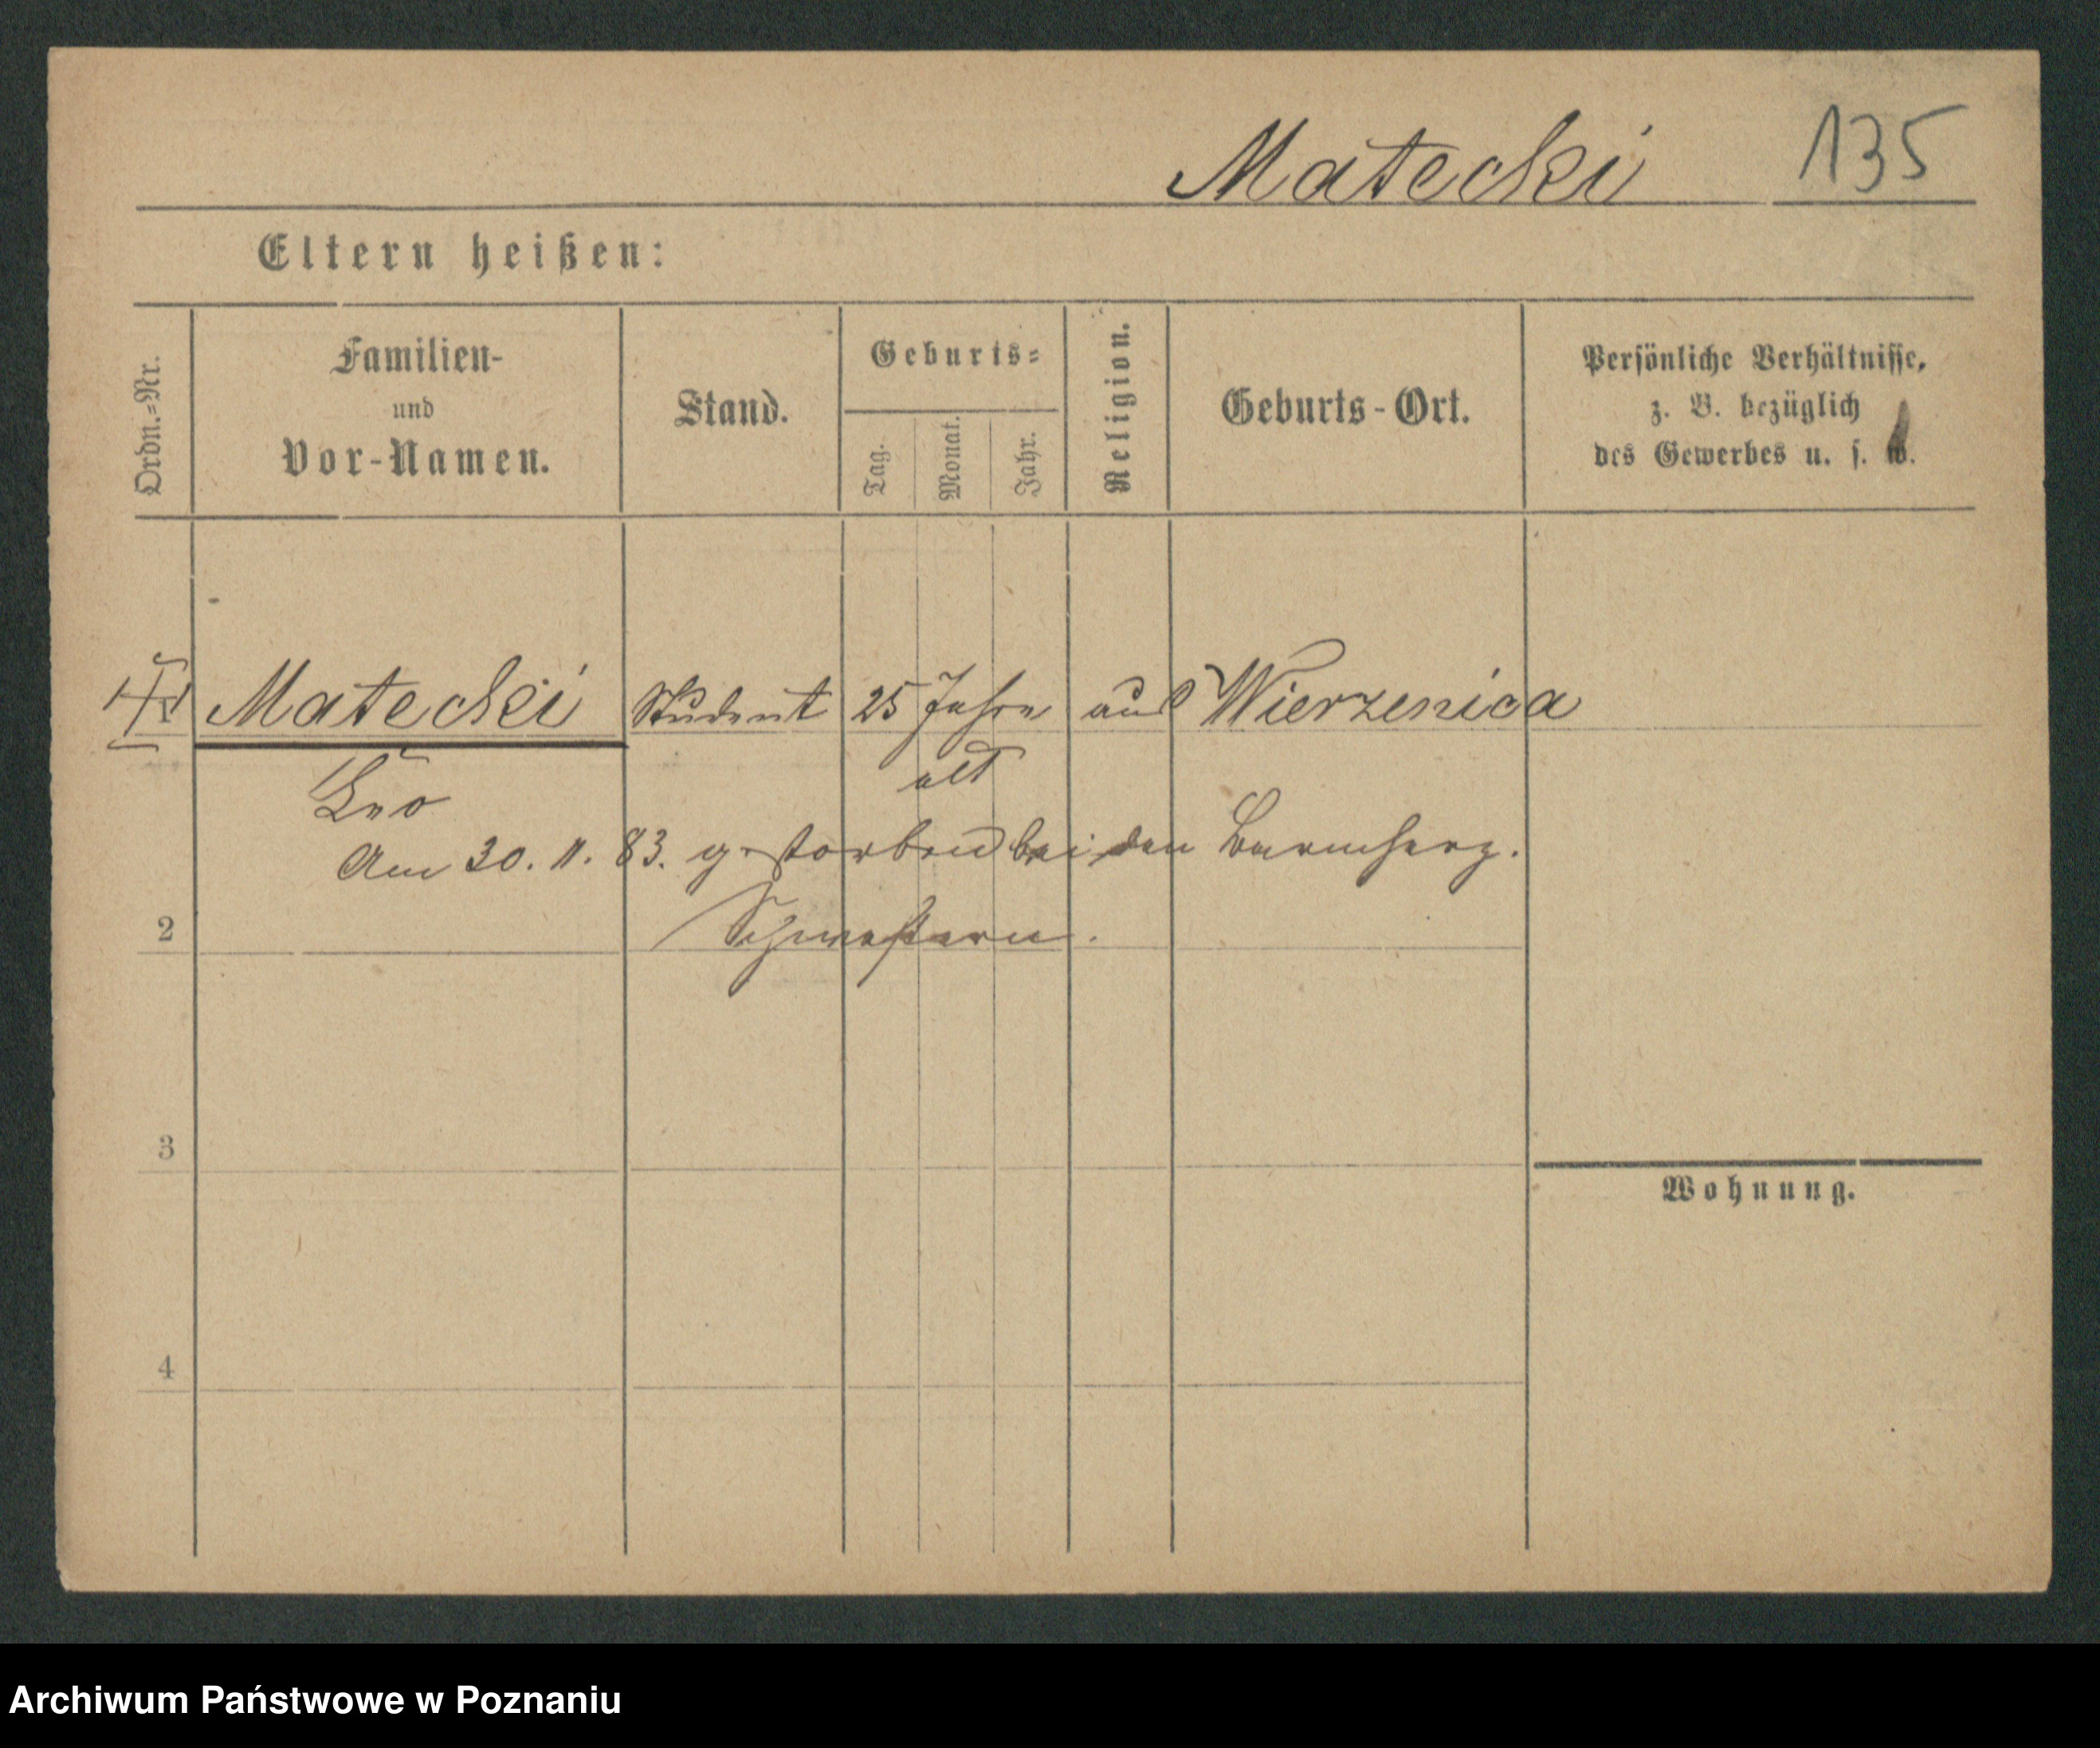 Matecki 135
Eltern heißen:
Ordn.-Nr.
Familien-
und
Vor-Namen.
Stand.
Geburts-
Tag.
Monat.
Jahr.
Religion.
Geburts-Ort.
Persönliche Verhältnisse,
z. B. bezüglich
des Gewerbes u. s. w.
1 Matecki Student 25 Jahre aus Wierzenica
alt
Leo
Am 30. 11. 83. gestorben bei den Barmherz.
2 Schwestern.
3
Wohnung.
4
Archiwum Państwowe w Poznaniu